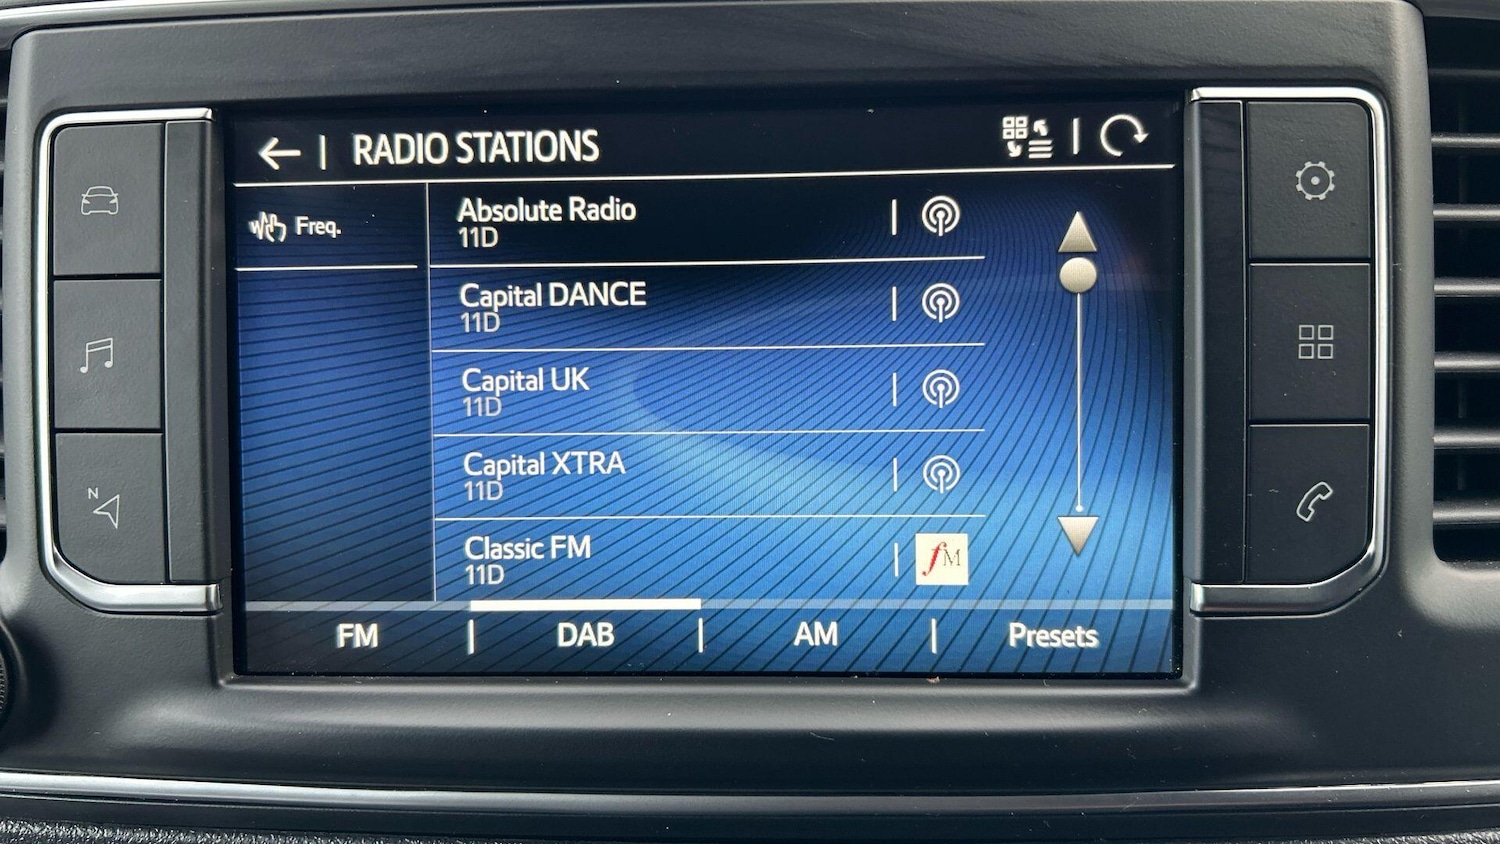 RADIO STATIONS
Freq.
Absolute Radio
11D
Capital DANCE
11D
Capital UK
11D
Capital XTRA
11D
Classic FM
11D
fM
FM
DAB
AM
Presets
N